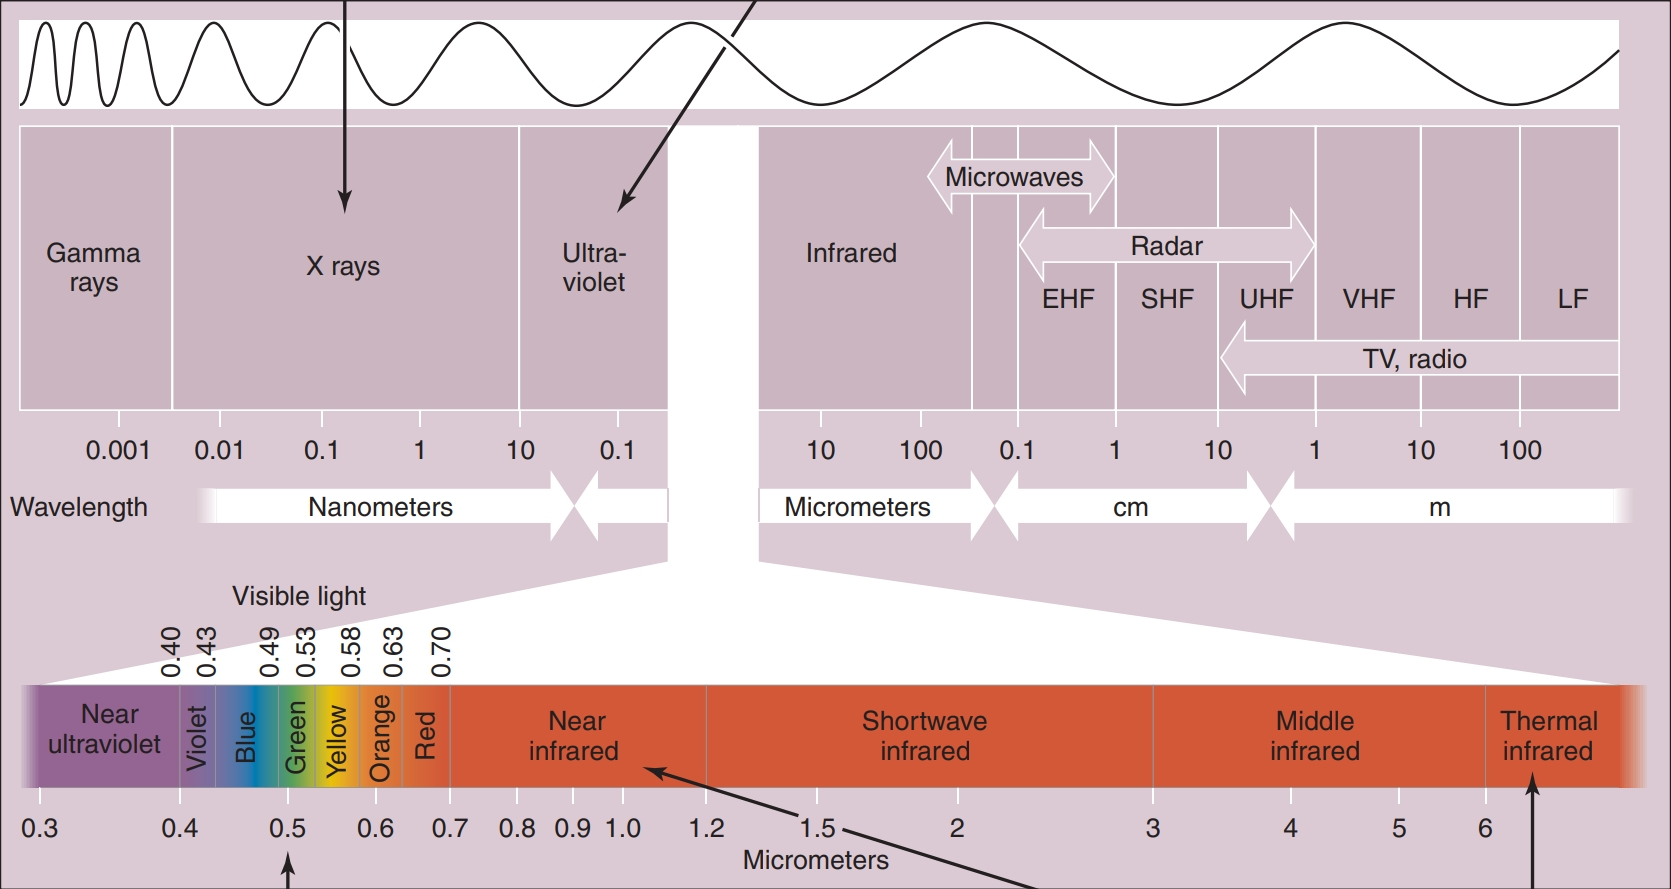 Microwaves
Radar
Gamma
rays
X rays
Ultra-
violet
Infrared
EHF SHF UHF VHF HF LF
TV, radio
0.001 0.01 0.1 1 10 0.1 10 100 0.1 1 10 1 10 100
Wavelength Nanometers Micrometers cm m
Visible light
0.40 0.43 0.49 0.53 0.58 0.63 0.70
Near
ultraviolet
Violet
Blue
Green
Yellow
Orange
Red
Near
infrared
Shortwave
infrared
Middle
infrared
Thermal
infrared
0.3 0.4 0.5 0.6 0.7 0.8 0.9 1.0 1.2 1.5 2 3 4 5 6
Micrometers